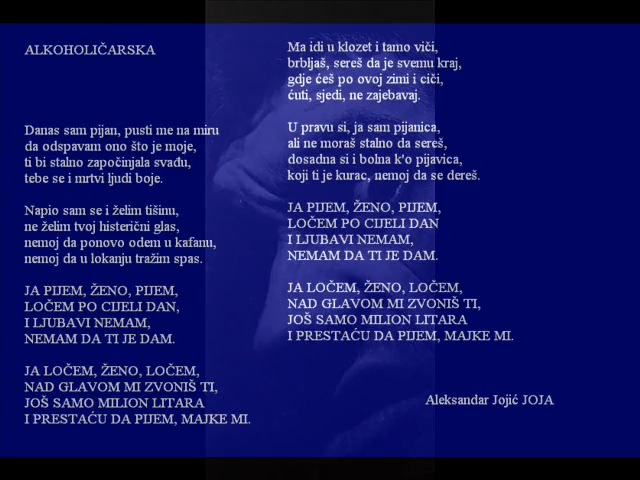 ALKOHOLIČARSKA
Danas sam pijan, pusti me na miru
da odspavam ono što je moje,
ti bi stalno započinjala svađu,
tebe se i mrtvi ljudi boje.
Napio sam se i želim tišinu,
ne želim tvoj histerični glas,
nemoj da ponovo odem u kafanu,
nemoj da u lokanju tražim spas.
JA PIJEM, ŽENO, PIJEM,
LOČEM PO CIJELI DAN,
I LJUBAVI NEMAM,
NEMAM DA TI JE DAM.
JA LOČEM, ŽENO, LOČEM,
NAD GLAVOM MI ZVONIŠ TI,
JOŠ SAMO MILION LITARA
I PRESTAĆU DA PIJEM, MAJKE MI.
Ma idi u klozet i tamo viči,
brbljaš, sereš da je svemu kraj,
gdje ćeš po ovoj zimi i ciči,
ćuti, sjedi, ne zajebavaj.
U pravu si, ja sam pijanica,
ali ne moraš stalno da sereš,
dosadna si i bolna k'o pijavica,
koji ti je kurac, nemoj da se dereš.
JA PIJEM, ŽENO, PIJEM,
LOČEM PO CIJELI DAN
I LJUBAVI NEMAM,
NEMAM DA TI JE DAM.
JA LOČEM, ŽENO, LOČEM,
NAD GLAVOM MI ZVONIŠ TI,
JOŠ SAMO MILION LITARA
I PRESTAĆU DA PIJEM, MAJKE MI.
Aleksandar Jojić JOJA